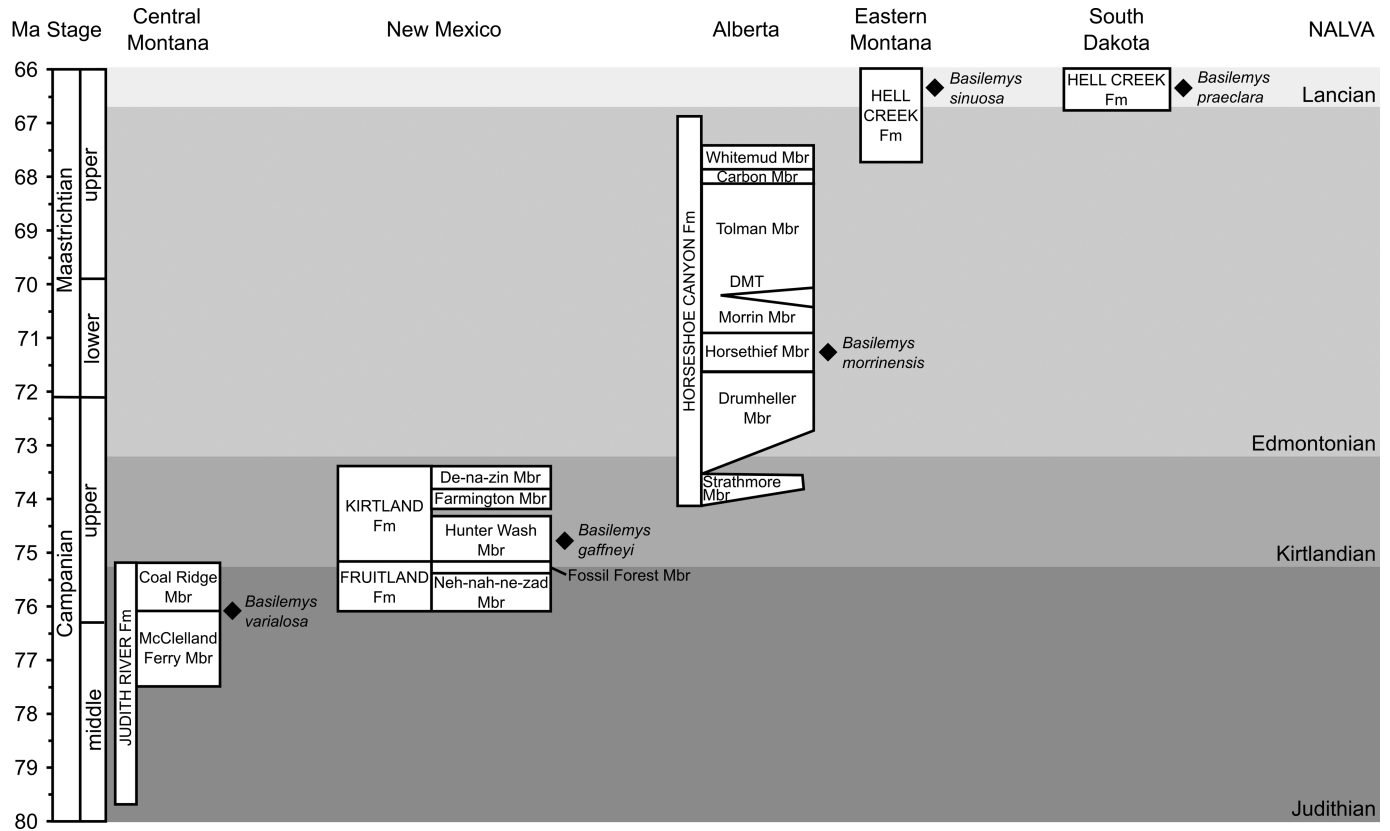 Ma Stage
Central
Montana
New Mexico
Alberta
Eastern
Montana
South
Dakota
NALVA
66
67
68
69
70
71
72
73
74
75
76
77
78
79
80
Maastrichtian
Campanian
upper
lower
upper
middle
JUDITH RIVER Fm
Coal Ridge
Mbr
McClelland
Ferry Mbr
Basilemys
varialosa
KIRTLAND
Fm
FRUITLAND
Fm
De-na-zin Mbr
Farmington Mbr
Hunter Wash
Mbr
Neh-nah-ne-zad
Mbr
Fossil Forest Mbr
Basilemys
gaffneyi
HORSESHOE CANYON Fm
Whitemud Mbr
Carbon Mbr
Tolman Mbr
DMT
Morrin Mbr
Horsethief Mbr
Drumheller
Mbr
Strathmore
Mbr
Basilemys
morrinensis
HELL
CREEK
Fm
Basilemys
sinuosa
HELL CREEK
Fm
Basilemys
praeclara
Lancian
Edmontonian
Kirtlandian
Judithian